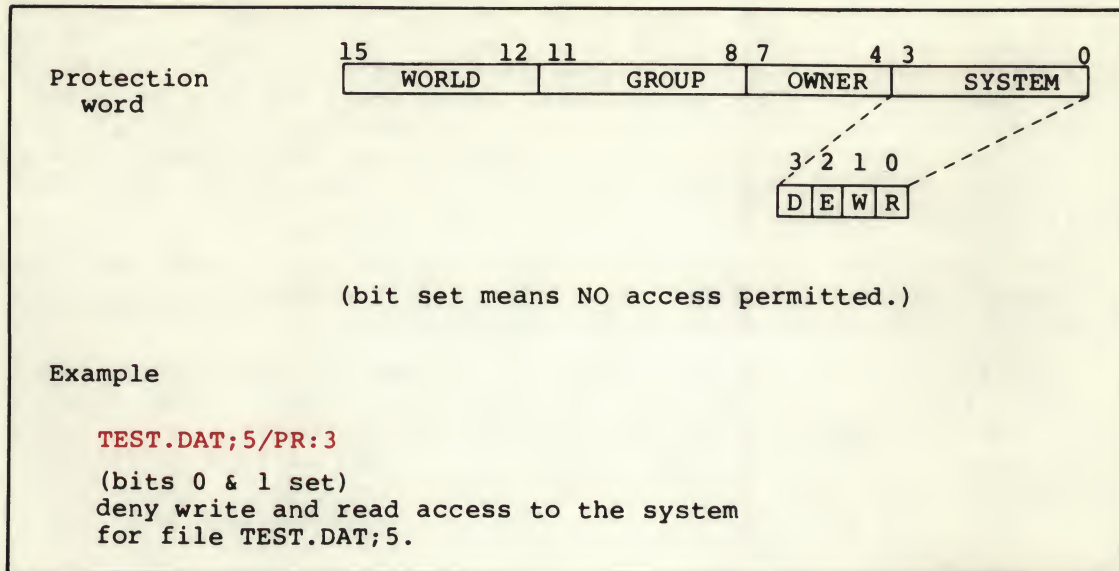 15 12 11 8 7 4 3 0
Protection
word
WORLD GROUP OWNER SYSTEM
3 2 1 0
D E W R
(bit set means NO access permitted.)
Example
TEST.DAT;5/PR:3
(bits 0 & 1 set)
deny write and read access to the system
for file TEST.DAT;5.